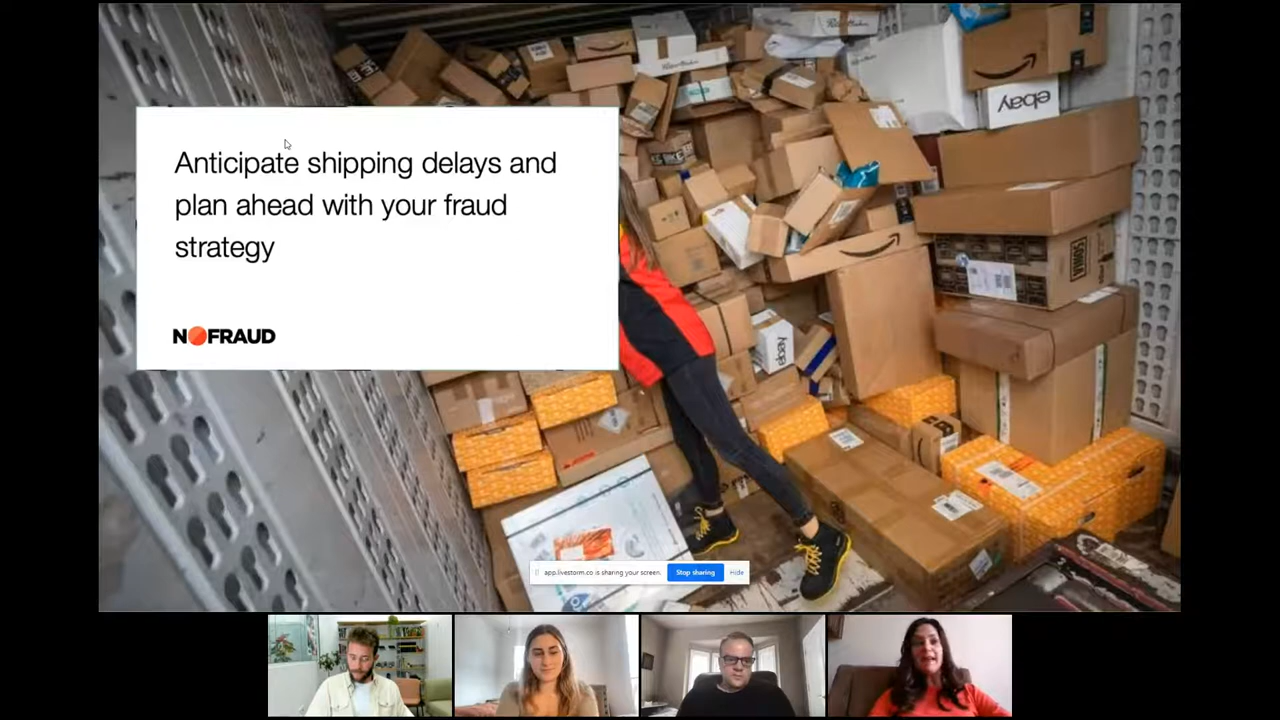 Anticipate shipping delays and
plan ahead with your fraud
strategy
NOFRAUD
ebay
ebay
app.livestorm.co is sharing your screen.
Stop sharing
Hide